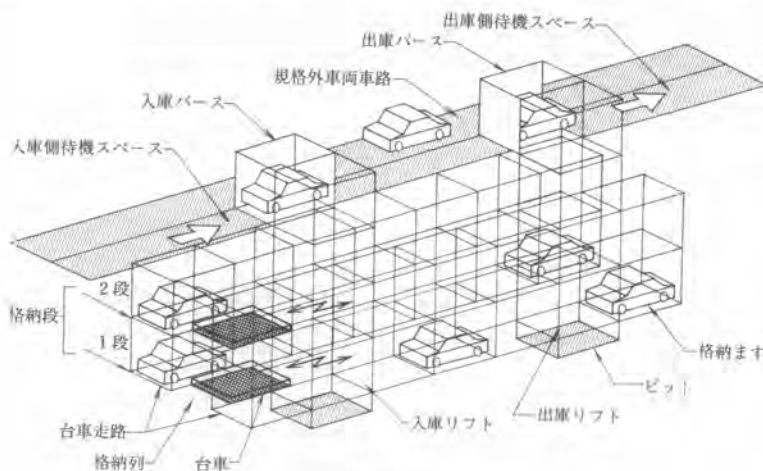 出庫側待機スペース
出庫バース
規格外車両車路
入庫バース
入庫側待機スペース
2段
格納段
1段
格納ます
ピット
台車走路
入庫リフト
出庫リフト
格納列
台車